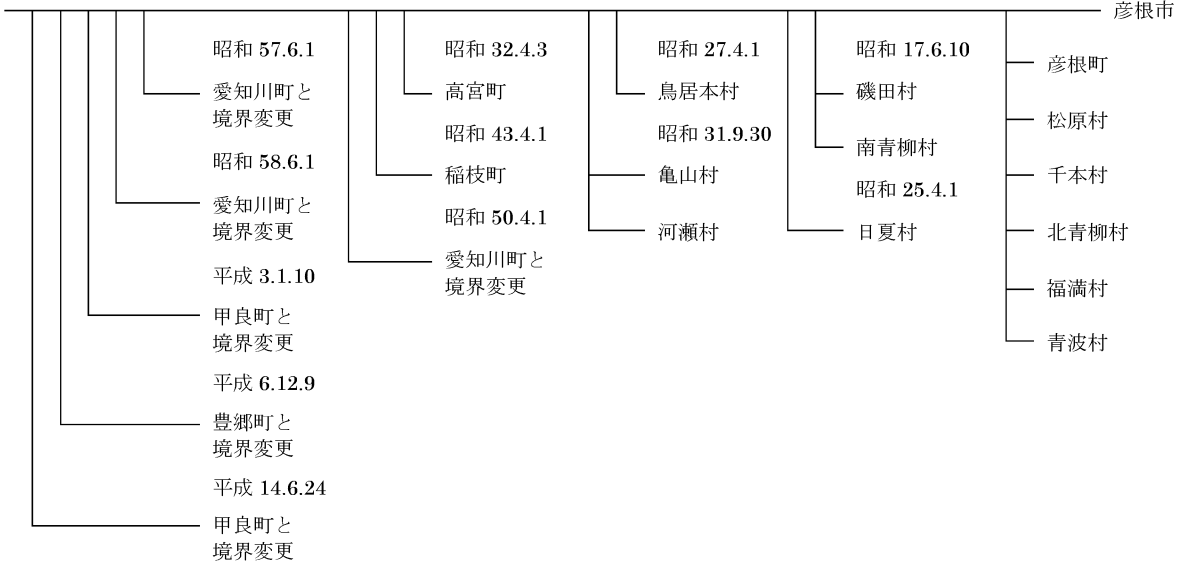 彦根市
彦根町
松原村
千本村
北青柳村
福満村
青波村
昭和 17.6.10
磯田村
南青柳村
昭和 25.4.1
日夏村
昭和 27.4.1
鳥居本村
昭和 31.9.30
亀山村
河瀬村
昭和 32.4.3
高宮町
昭和 43.4.1
稲枝町
昭和 50.4.1
愛知川町と
境界変更
昭和 57.6.1
愛知川町と
境界変更
昭和 58.6.1
愛知川町と
境界変更
平成 3.1.10
甲良町と
境界変更
平成 6.12.9
豊郷町と
境界変更
平成 14.6.24
甲良町と
境界変更